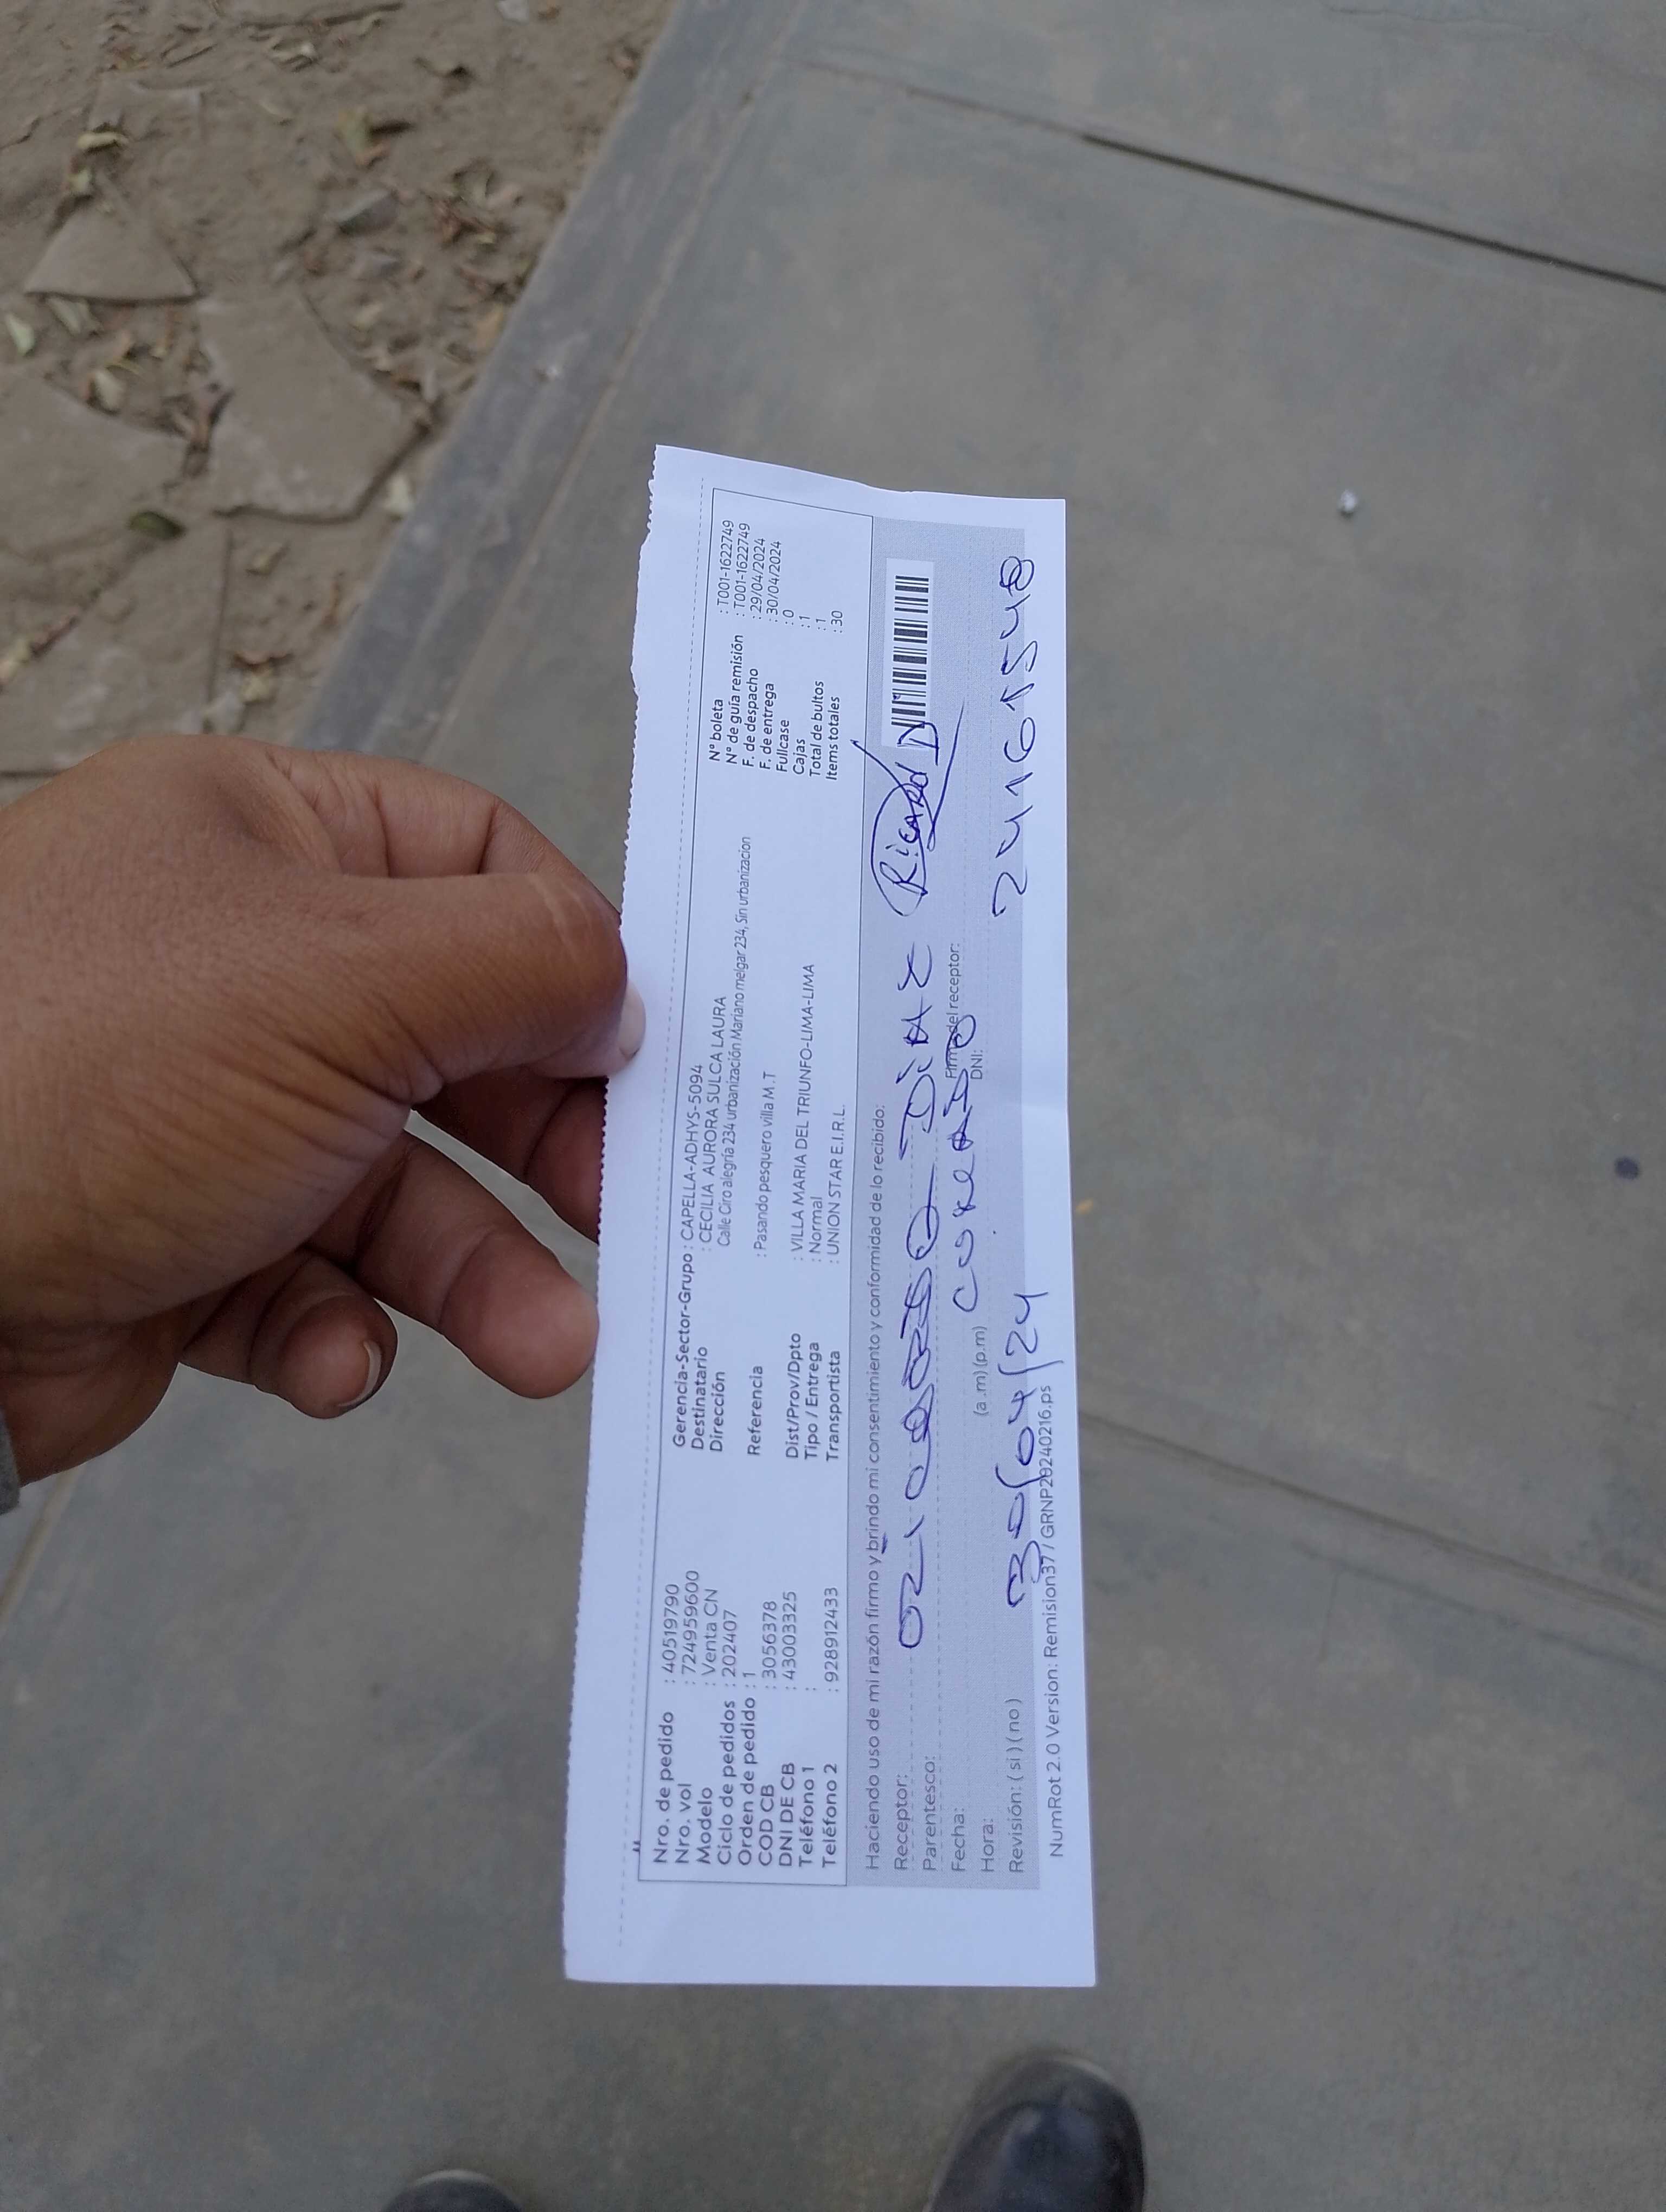 Nro. de pedido : 40519790
Nro. vol : 724959600
Modelo : Venta CN
Ciclo de pedidos : 202407
Orden de pedido : 1
COD CB : 3056378
DNI DE CB : 43003325
Teléfono 1 :
Teléfono 2 : 928912433
Gerencia-Sector-Grupo : CAPELLA-ADHYS-5094
Destinatario : CECILIA AURORA SULCA LAURA
Dirección Calle Ciro alegría 234 urbanización Mariano melgar 234, Sin urbanizacion
Referencia : Pasando pesquero villa M.T
Dist/Prov/Dpto : VILLA MARIA DEL TRIUNFO-LIMA-LIMA
Tipo / Entrega : Normal
Transportista : UNION STAR E.I.R.L.
N° boleta : T001-1622749
N° de guía remisión : T001-1622749
F. de despacho : 29/04/2024
F. de entrega : 30/04/2024
Fullcase : 0
Cajas : 1
Total de bultos : 1
Items totales : 30
Haciendo uso de mi razón firmo y brindo mi consentimiento y conformidad de lo recibido:
Receptor: Diaz
Parentesco:
Ricardo D
Fecha:
Firma del receptor:
Hora: (a .m) (p.m)
DNI:
Revisión: ( si ) ( no ) 30/04/24
NumRot 2.0 Version: Remision37 / GRNP20240216.ps